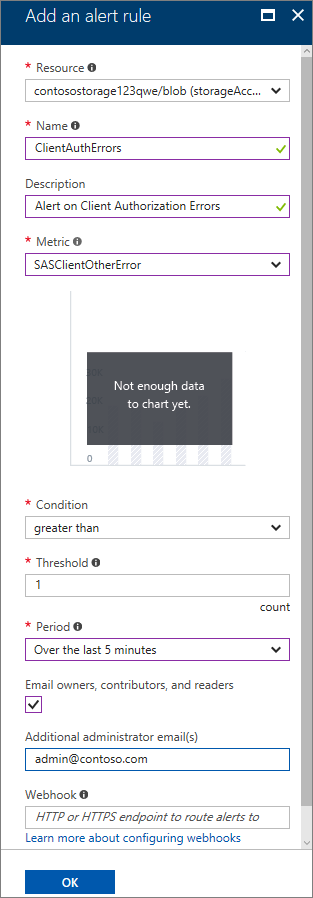 Add an alert rule
* Resource
contosostorage123qwe/blob (storageAcc...
* Name
ClientAuthErrors
Description
Alert on Client Authorization Errors
* Metric
SASClientOtherError
Not enough data
to chart yet.
0
* Condition
greater than
* Threshold
1
count
* Period
Over the last 5 minutes
Email owners, contributors, and readers
Additional administrator email(s)
admin@contoso.com
Webhook
HTTP or HTTPS endpoint to route alerts to
Learn more about configuring webhooks
OK